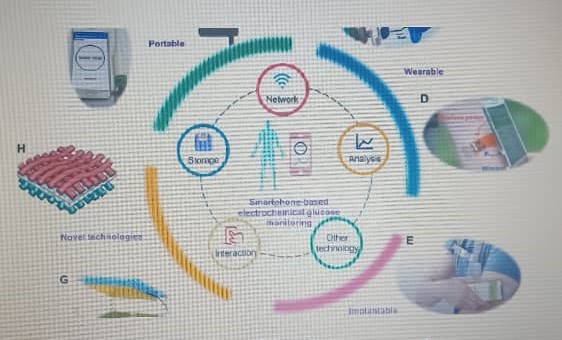 Portable
Network
Wearable
D
H
Storage
Analysis
Smartphone-based
electrochemical glucose
monitoring
Novel technologies
Interaction
Other
technology
E
G
Implantable